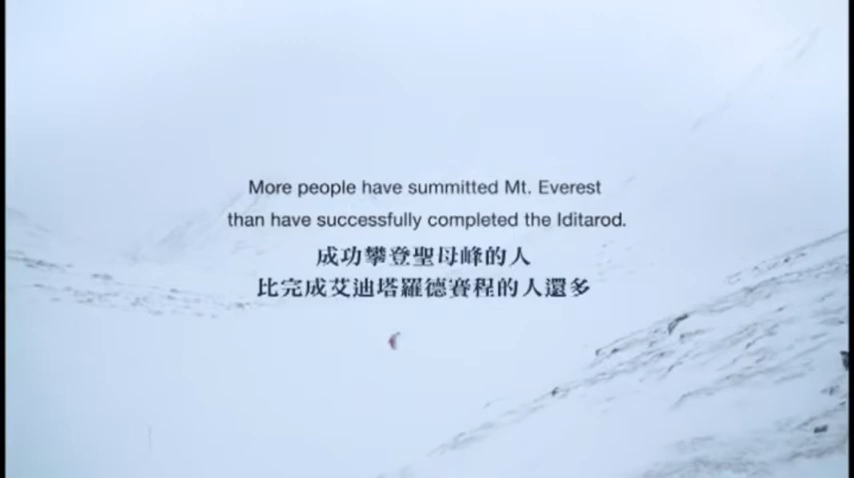 More people have summitted Mt. Everest
than have successfully completed the Iditarod.
成功攀登聖母峰的人
比完成艾迪塔羅德賽程的人還多